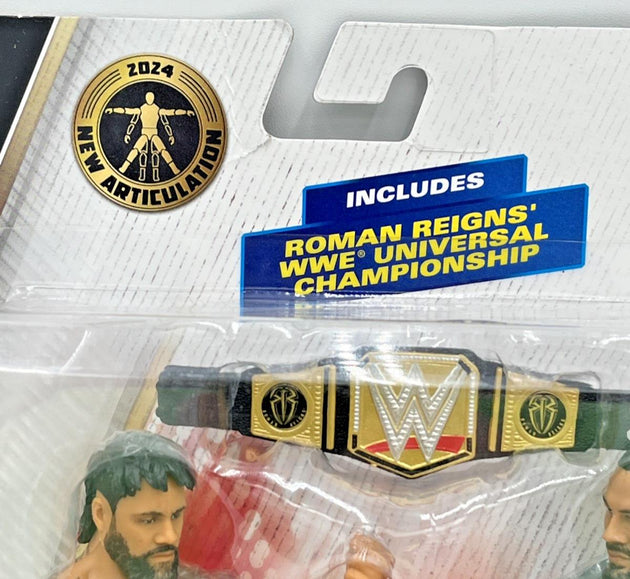 2024
NEW ARTICULATION
INCLUDES
ROMAN REIGNS'
WWE® UNIVERSAL
CHAMPIONSHIP
W